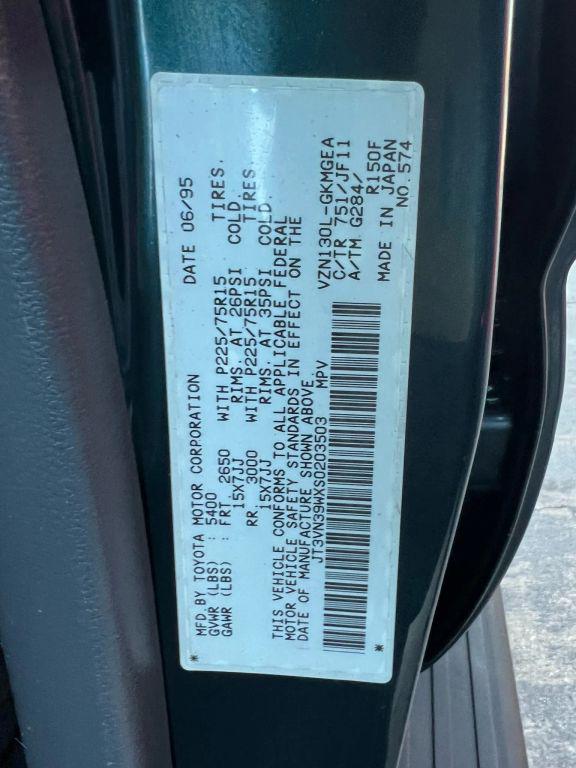 MFD.BY TOYOTA MOTOR CORPORATION DATE 06/95
GVWR (LBS) : 5400
GAWR (LBS) : FRT. 2650 WITH P225/75R15 TIRES,
15X7JJ RIMS, AT 26PSI COLD.
RR. 3000 WITH P225/75R15 TIRES,
15X7JJ RIMS, AT 35PSI COLD.
THIS VEHICLE CONFORMS TO ALL APPLICABLE FEDERAL
MOTOR VEHICLE SAFETY STANDARDS IN EFFECT ON THE
DATE OF MANUFACTURE SHOWN ABOVE.
JT3VN39WXS0203503 MPV
* *
VZN130L-GKMGEA
C/TR 751/JF11
A/TM G284/
R150F
MADE IN JAPAN
NO.574